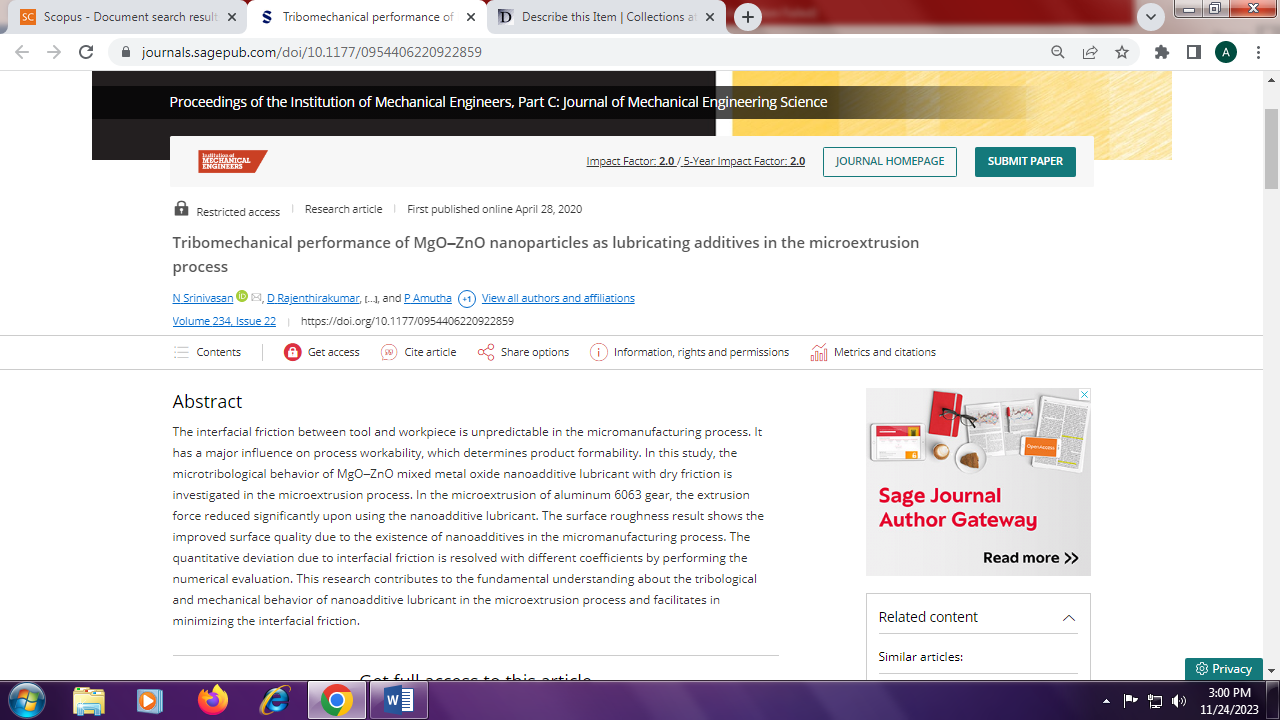 Scopus - Document search result
Tribomechanical performance of
Describe this Item | Collections at
journals.sagepub.com/doi/10.1177/0954406220922859
A
Proceedings of the Institution of Mechanical Engineers, Part C: Journal of Mechanical Engineering Science
Institution of
MECHANICAL
ENGINEERS
Impact Factor: 2.0 / 5-Year Impact Factor: 2.0
JOURNAL HOMEPAGE
SUBMIT PAPER
Restricted access
Research article
First published online April 28, 2020
Tribomechanical performance of MgO–ZnO nanoparticles as lubricating additives in the microextrusion
process
N Srinivasan iD, D Rajenthirakumar, [...], and P Amutha +1 View all authors and affiliations
Volume 234, Issue 22
https://doi.org/10.1177/0954406220922859
Contents
Get access
Cite article
Share options
Information, rights and permissions
Metrics and citations
Abstract
The interfacial friction between tool and workpiece is unpredictable in the micromanufacturing process. It
has a major influence on process workability, which determines product formability. In this study, the
microtribological behavior of MgO–ZnO mixed metal oxide nanoadditive lubricant with dry friction is
investigated in the microextrusion process. In the microextrusion of aluminum 6063 gear, the extrusion
force reduced significantly upon using the nanoadditive lubricant. The surface roughness result shows the
improved surface quality due to the existence of nanoadditives in the micromanufacturing process. The
quantitative deviation due to interfacial friction is resolved with different coefficients by performing the
numerical evaluation. This research contributes to the fundamental understanding about the tribological
and mechanical behavior of nanoadditive lubricant in the microextrusion process and facilitates in
minimizing the interfacial friction.
Get full access to this article
Open Access
Sage Journal
Author Gateway
Read more >>
Related content
Similar articles:
Privacy
3:00 PM
11/24/2023